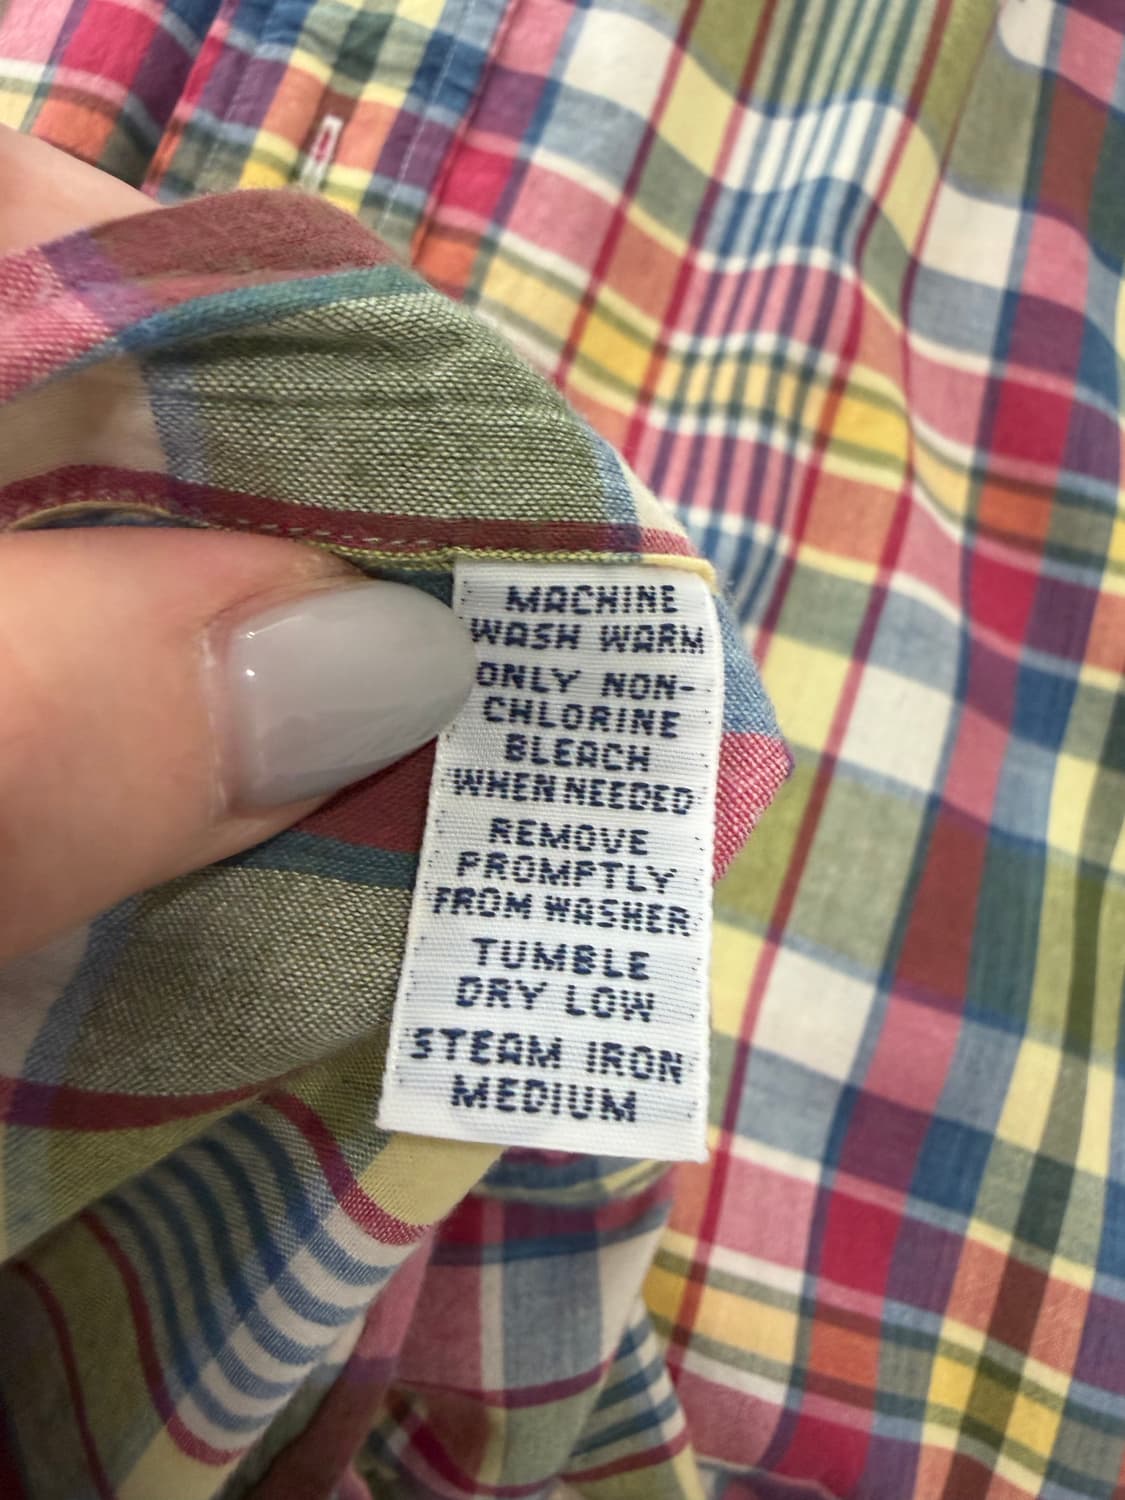 MACHINE
WASH WARM
ONLY NON-
CHLORINE
BLEACH
WHEN NEEDED
REMOVE
PROMPTLY
FROM WASHER
TUMBLE
DRY LOW
STEAM IRON
MEDIUM